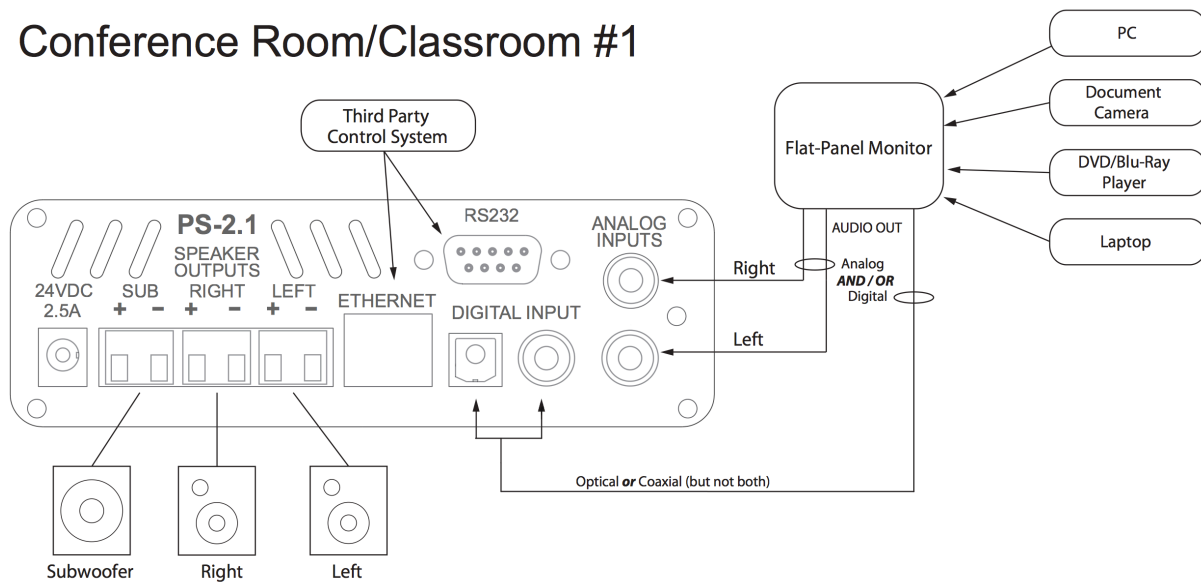 Conference Room/Classroom #1
PC
Document
Camera
DVD/Blu-Ray
Player
Laptop
Flat-Panel Monitor
Third Party
Control System
AUDIO OUT
Analog
AND / OR
Digital
Right
Left
PS-2.1
SPEAKER
OUTPUTS
RS232
ANALOG
INPUTS
24VDC
2.5A
SUB
+ −
RIGHT
+ −
LEFT
+ −
ETHERNET
DIGITAL INPUT
Optical or Coaxial (but not both)
Subwoofer
Right
Left